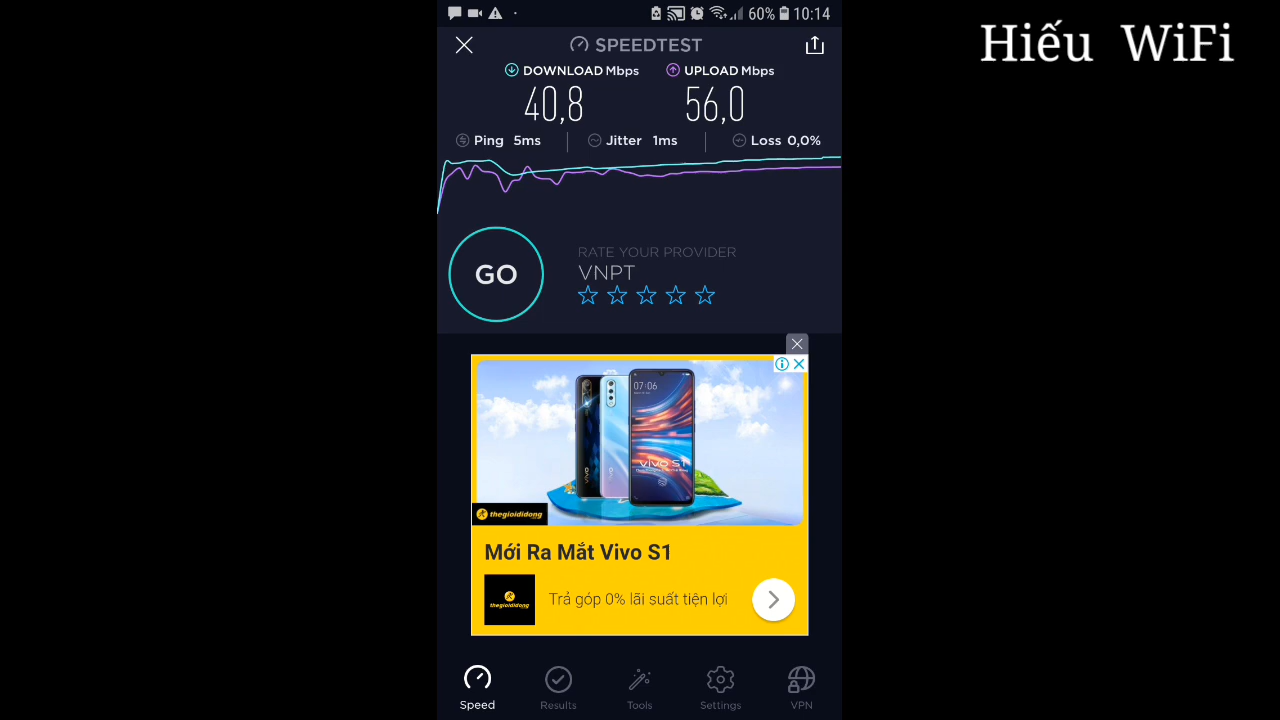 60% 10:14
Hiếu WiFi
SPEEDTEST
DOWNLOAD Mbps UPLOAD Mbps
40,8 56,0
Ping 5ms Jitter 1ms Loss 0,0%
GO
RATE YOUR PROVIDER
VNPT
07:06
vivo
vivo S1
thegioididong
Mới Ra Mắt Vivo S1
thegioididong
Trả góp 0% lãi suất tiện lợi
Speed Results Tools Settings VPN